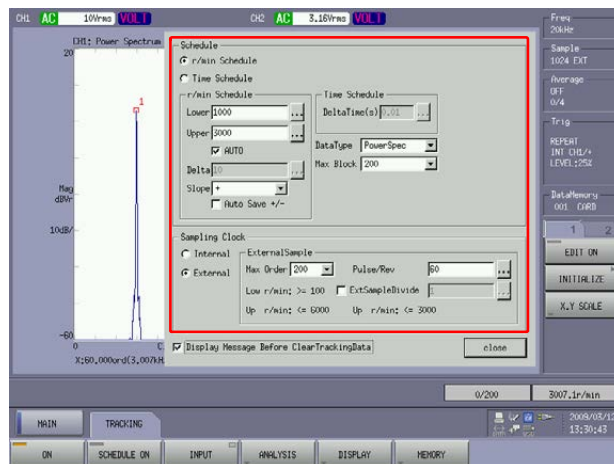 CH1 AC 10Vrms VOLT CH2 AC 3.16Vrms VOLT
CH1: Power Spectrum
20
1
Mag
dBVr
10dB/
-60
0
X:60.000ord(3.007kH
Schedule
r/min Schedule
Time Schedule
r/min Schedule
Lower 1000 ...
Upper 3000 ...
AUTO
Delta 10 ...
Slope +
Auto Save +/-
Time Schedule
DeltaTime(s) 0.01 ...
DataType PowerSpec
Max Block 200
Sampling Clock
Internal
External
ExternalSample
Max Order 200 Pulse/Rev 60 ...
Low r/min: >= 100 ExtSampleDivide 1 ...
Up r/min: <= 6000 Up r/min: <= 3000
Display Message Before ClearTrackingData close
Freq
20kHz
Sample
1024 EXT
Average
OFF
0/4
Trig
REPEAT
INT CH1/+
LEVEL:25%
DataMemory
001 CARD
1 2
EDIT ON
INITIALIZE
X,Y SCALE
0/200 3007.1r/min
MAIN TRACKING
2009/03/12
13:30:43
ON SCHEDULE ON INPUT ANALYSIS DISPLAY MEMORY